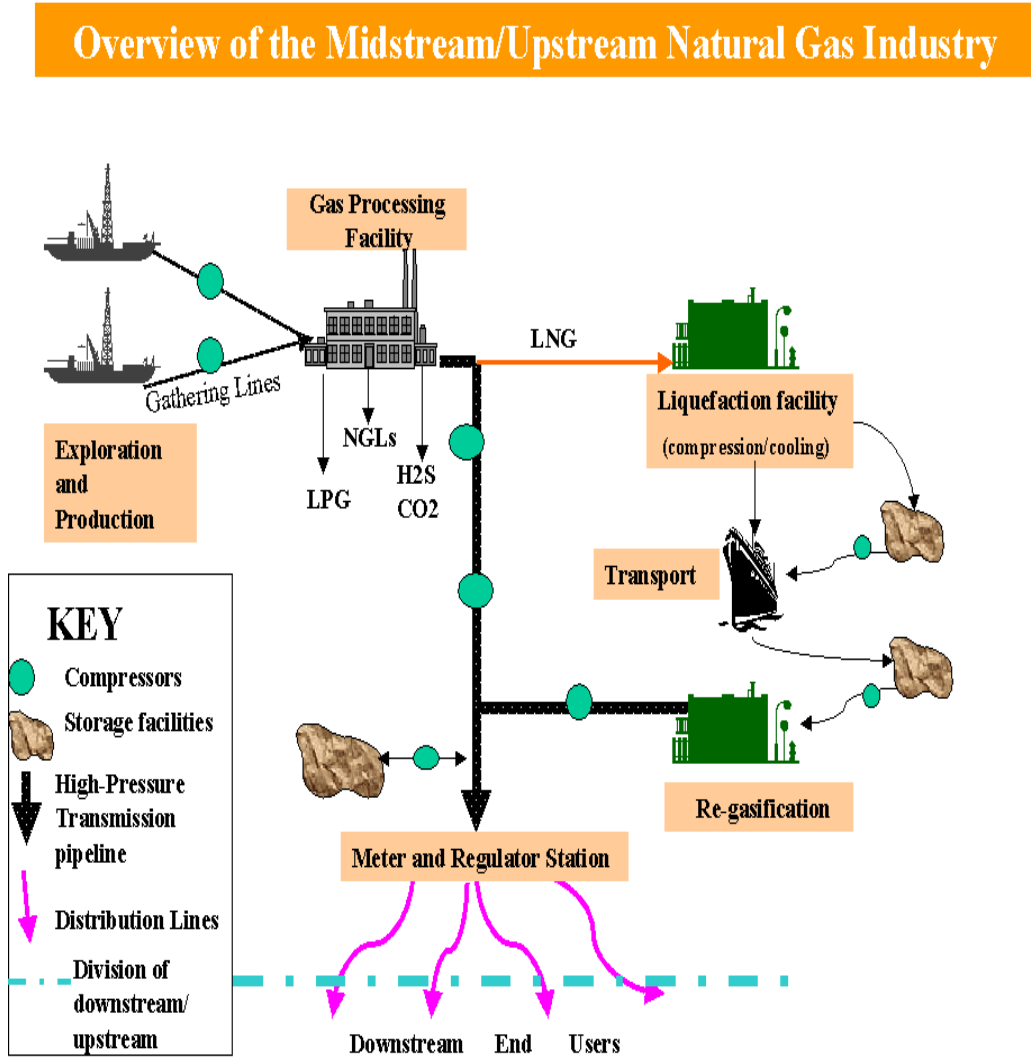 Overview of the Midstream/Upstream Natural Gas Industry
Gas Processing
Facility
LNG
Gathering Lines
Liquefaction facility
(compression/cooling)
NGLs
Exploration
and
Production
H2S
CO2
LPG
Transport
KEY
Compressors
Storage facilities
High-Pressure
Transmission
pipeline
Re-gasification
Meter and Regulator Station
Distribution Lines
Division of
downstream/
upstream
Downstream End Users